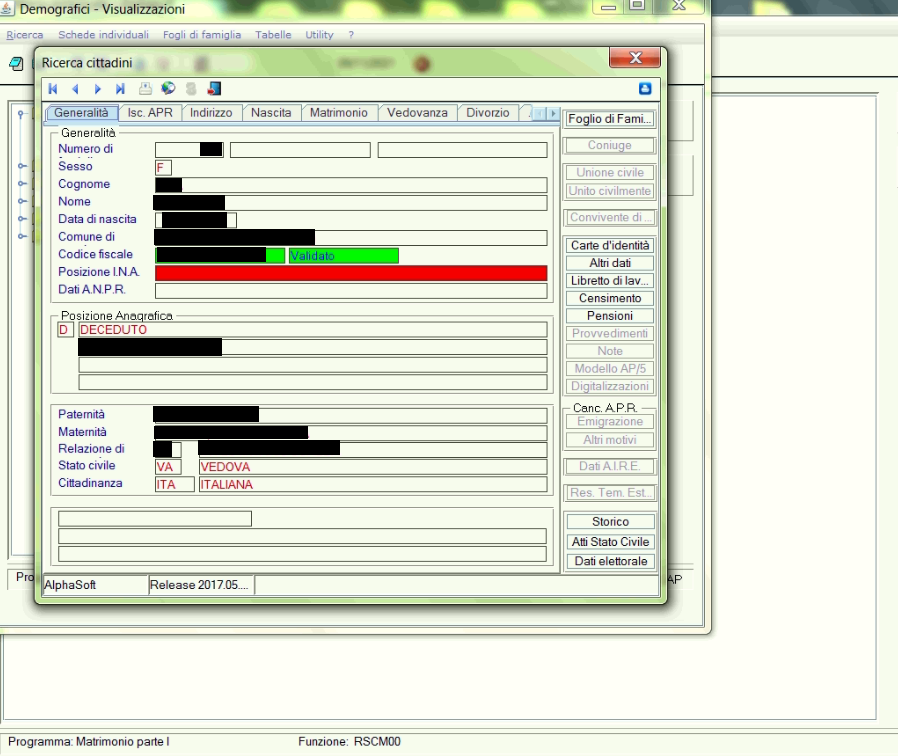 Demografici - Visualizzazioni
Ricerca Schede individuali Fogli di famiglia Tabelle Utility ?
Ricerca cittadini
Generalità Isc. APR Indirizzo Nascita Matrimonio Vedovanza Divorzio
Foglio di Fami...
Generalità
Numero di
Coniuge
Sesso F
Unione civile
Cognome
Unito civilmente
Nome
Data di nascita
Convivente di ...
Comune di
Carte d'identità
Codice fiscale Validato
Altri dati
Posizione I.N.A.
Libretto di lav...
Dati A.N.P.R.
Censimento
Posizione Anagrafica
Pensioni
D DECEDUTO
Provvedimenti
Note
Modello AP/5
Digitalizzazioni
Canc. A.P.R.
Paternità
Emigrazione
Maternità
Altri motivi
Relazione di
Stato civile VA VEDOVA
Dati A.I.R.E.
Cittadinanza ITA ITALIANA
Res. Tem. Est...
Storico
Atti Stato Civile
Dati elettorale
Pro
AlphaSoft Release 2017.05....
AP
Programma: Matrimonio parte I Funzione: RSCM00